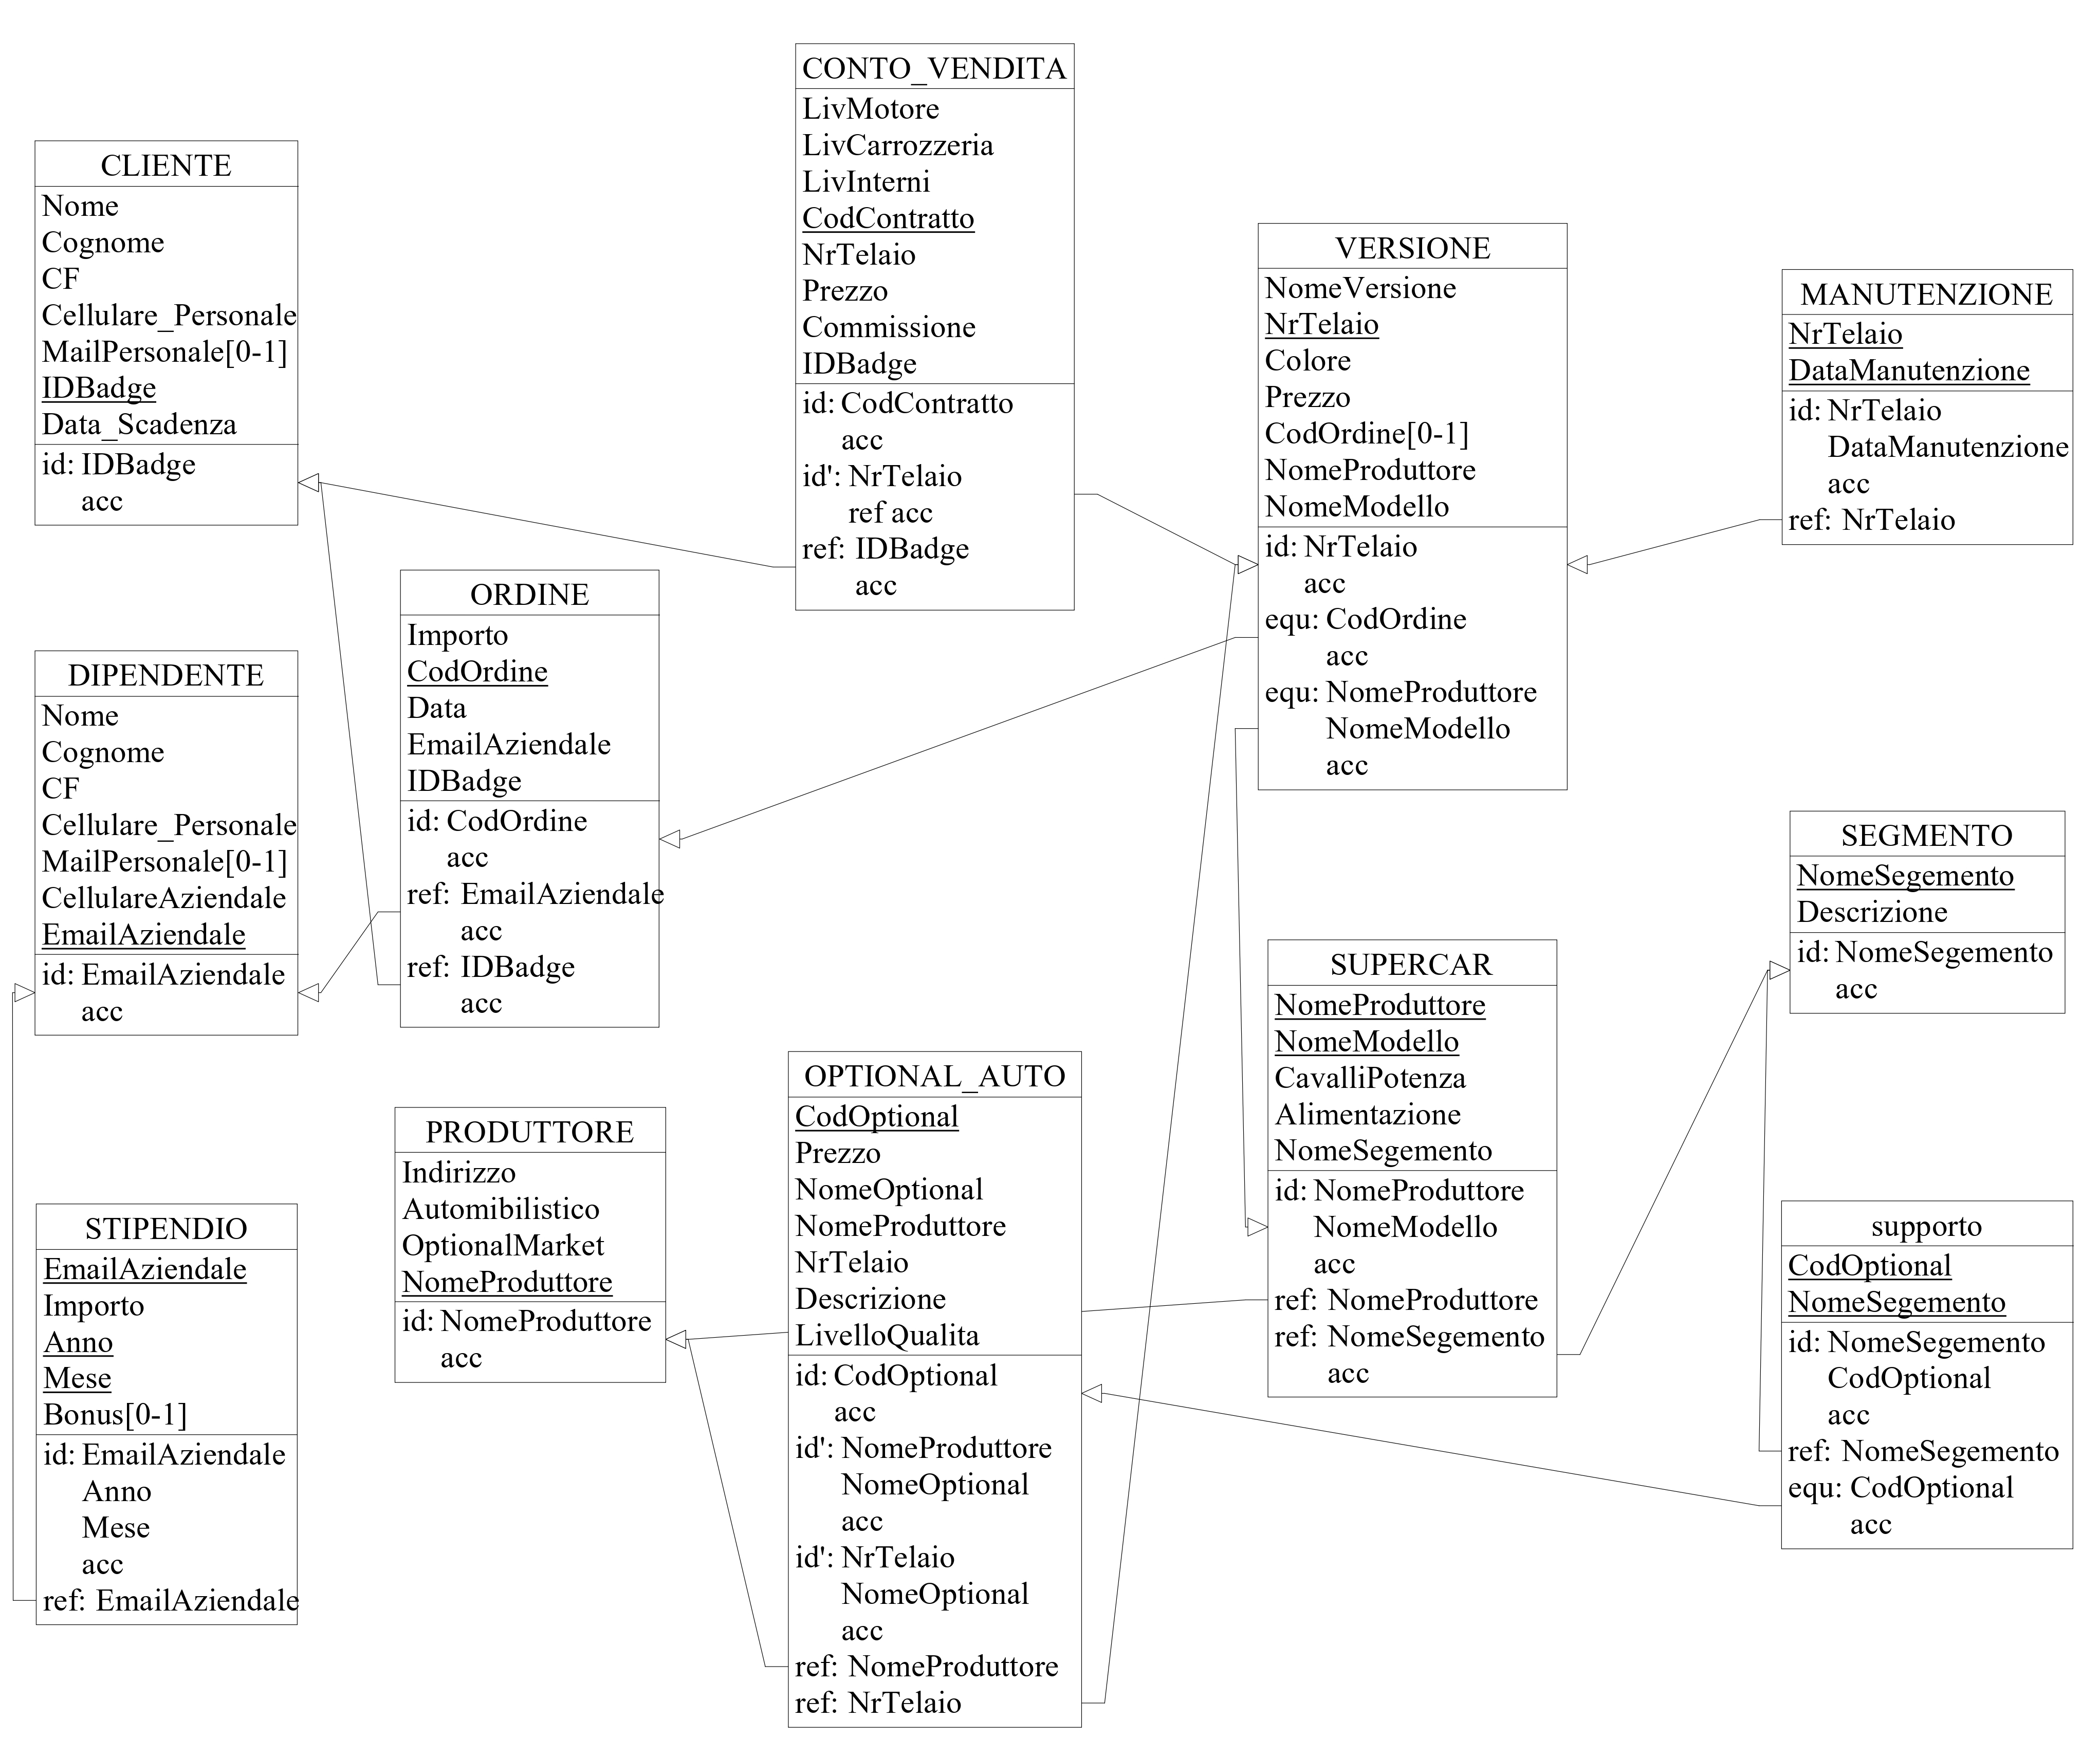 CONTO_VENDITA
LivMotore
LivCarrozzeria
LivInterni
CodContratto
NrTelaio
Prezzo
Commissione
IDBadge
id: CodContratto
acc
id': NrTelaio
ref acc
ref: IDBadge
acc
CLIENTE
Nome
Cognome
CF
Cellulare_Personale
MailPersonale[0-1]
IDBadge
Data_Scadenza
id: IDBadge
acc
VERSIONE
NomeVersione
NrTelaio
Colore
Prezzo
CodOrdine[0-1]
NomeProduttore
NomeModello
id: NrTelaio
acc
equ: CodOrdine
acc
equ: NomeProduttore
NomeModello
acc
MANUTENZIONE
NrTelaio
DataManutenzione
id: NrTelaio
DataManutenzione
acc
ref: NrTelaio
ORDINE
Importo
CodOrdine
Data
EmailAziendale
IDBadge
id: CodOrdine
acc
ref: EmailAziendale
acc
ref: IDBadge
acc
DIPENDENTE
Nome
Cognome
CF
Cellulare_Personale
MailPersonale[0-1]
CellulareAziendale
EmailAziendale
id: EmailAziendale
acc
SEGMENTO
NomeSegemento
Descrizione
id: NomeSegemento
acc
SUPERCAR
NomeProduttore
NomeModello
CavalliPotenza
Alimentazione
NomeSegemento
id: NomeProduttore
NomeModello
acc
ref: NomeProduttore
ref: NomeSegemento
acc
OPTIONAL_AUTO
CodOptional
Prezzo
NomeOptional
NomeProduttore
NrTelaio
Descrizione
LivelloQualita
id: CodOptional
acc
id': NomeProduttore
NomeOptional
acc
id': NrTelaio
NomeOptional
acc
ref: NomeProduttore
ref: NrTelaio
PRODUTTORE
Indirizzo
Automibilistico
OptionalMarket
NomeProduttore
id: NomeProduttore
acc
STIPENDIO
EmailAziendale
Importo
Anno
Mese
Bonus[0-1]
id: EmailAziendale
Anno
Mese
acc
ref: EmailAziendale
supporto
CodOptional
NomeSegemento
id: NomeSegemento
CodOptional
acc
ref: NomeSegemento
equ: CodOptional
acc